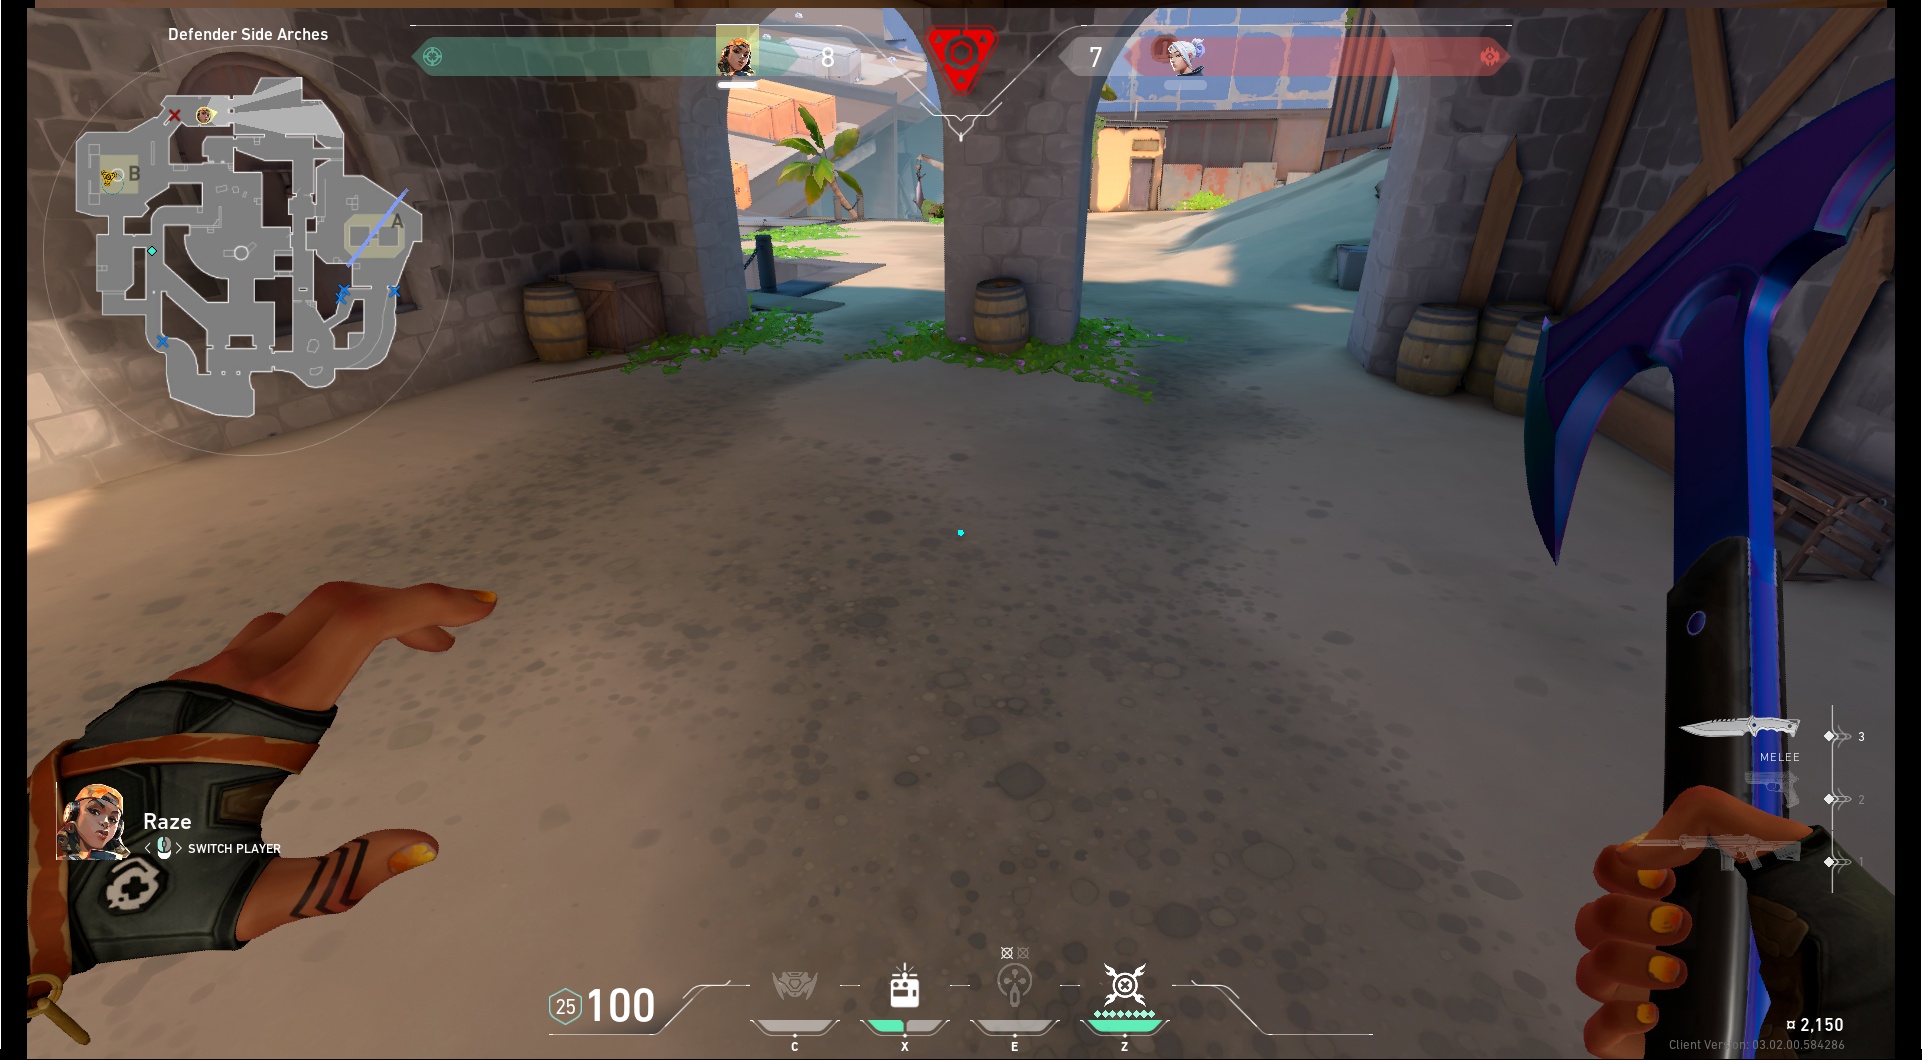 Defender Side Arches
8
7
B
A
3
MELEE
2
1
Raze
< > SWITCH PLAYER
25 100
C X E Z
¤ 2,150
Client Version: 03.02.00.584286